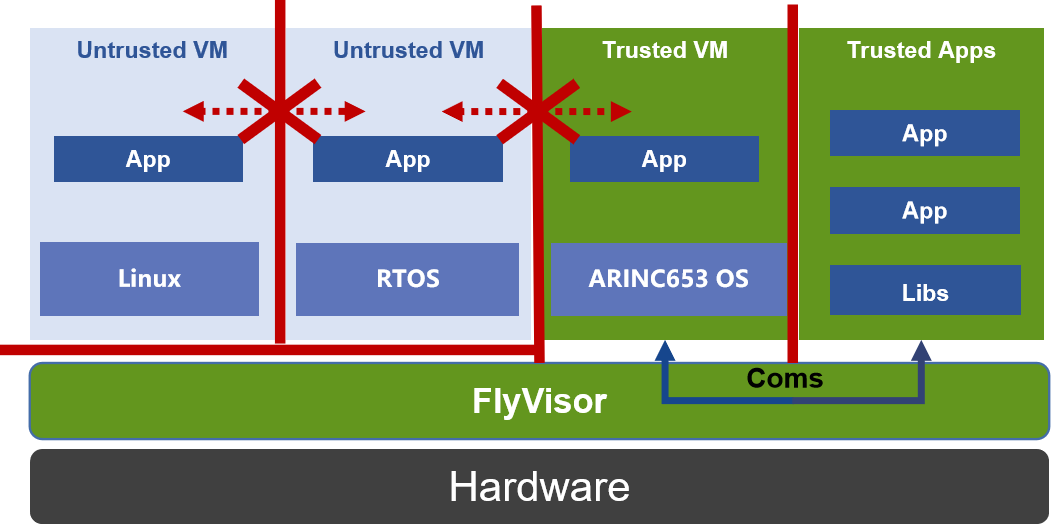 Untrusted VM
Untrusted VM
Trusted VM
Trusted Apps
App
App
App
App
App
Linux
RTOS
ARINC653 OS
Libs
Coms
FlyVisor
Hardware